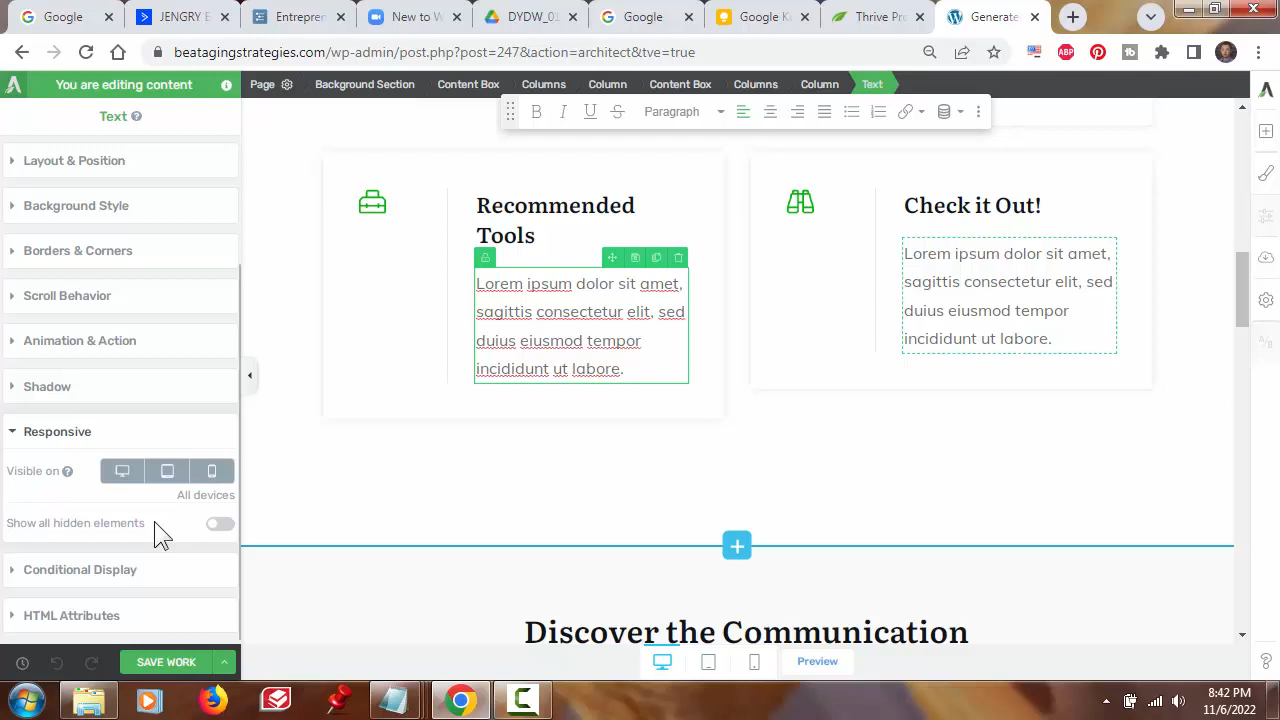 Google
JENGRY E
Entrepren
New to W
DYDW_D
Google
Google Ke
Thrive Pro
Generate
beatagingstrategies.com/wp-admin/post.php?post=247&action=architect&tve=true
ABP
You are editing content
Page
Background Section
Content Box
Columns
Column
Content Box
Columns
Column
Text
Text
B I U S Paragraph
Layout & Position
Background Style
Borders & Corners
Scroll Behavior
Animation & Action
Shadow
Responsive
Visible on
All devices
Show all hidden elements
Conditional Display
HTML Attributes
SAVE WORK
Recommended
Tools
Lorem ipsum dolor sit amet,
sagittis consectetur elit, sed
duius eiusmod tempor
incididunt ut labore.
Check it Out!
Lorem ipsum dolor sit amet,
sagittis consectetur elit, sed
duius eiusmod tempor
incididunt ut labore.
Discover the Communication
Preview
A/B
8:42 PM
11/6/2022